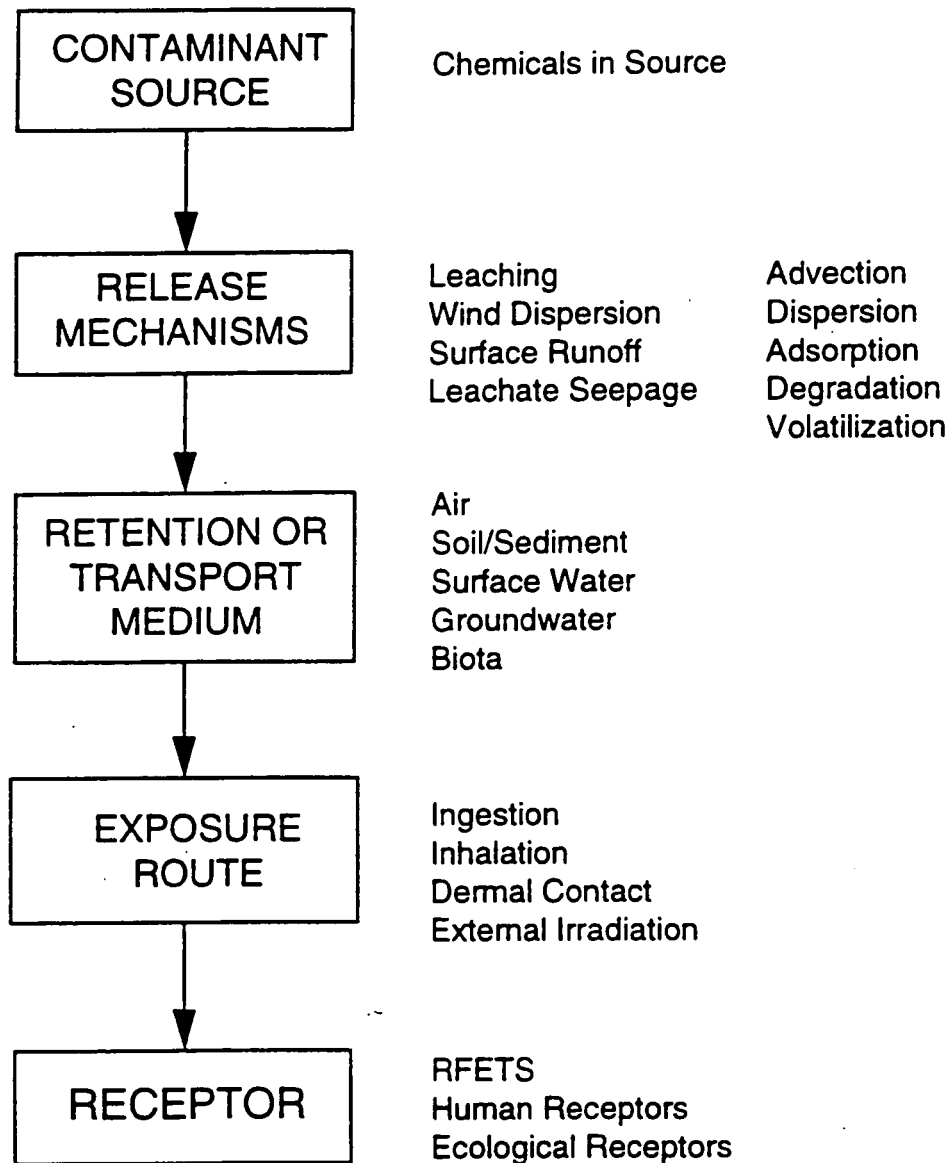 CONTAMINANT
SOURCE
Chemicals in Source
RELEASE
MECHANISMS
Leaching
Wind Dispersion
Surface Runoff
Leachate Seepage
Advection
Dispersion
Adsorption
Degradation
Volatilization
RETENTION OR
TRANSPORT
MEDIUM
Air
Soil/Sediment
Surface Water
Groundwater
Biota
EXPOSURE
ROUTE
Ingestion
Inhalation
Dermal Contact
External Irradiation
RECEPTOR
RFETS
Human Receptors
Ecological Receptors